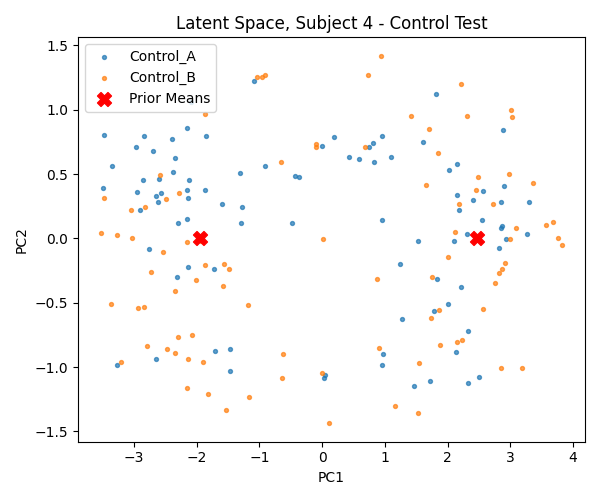 Latent Space, Subject 4 - Control Test
Control_A
Control_B
Prior Means
1.5
1.0
0.5
0.0
−0.5
−1.0
−1.5
PC2
−3 −2 −1 0 1 2 3 4
PC1